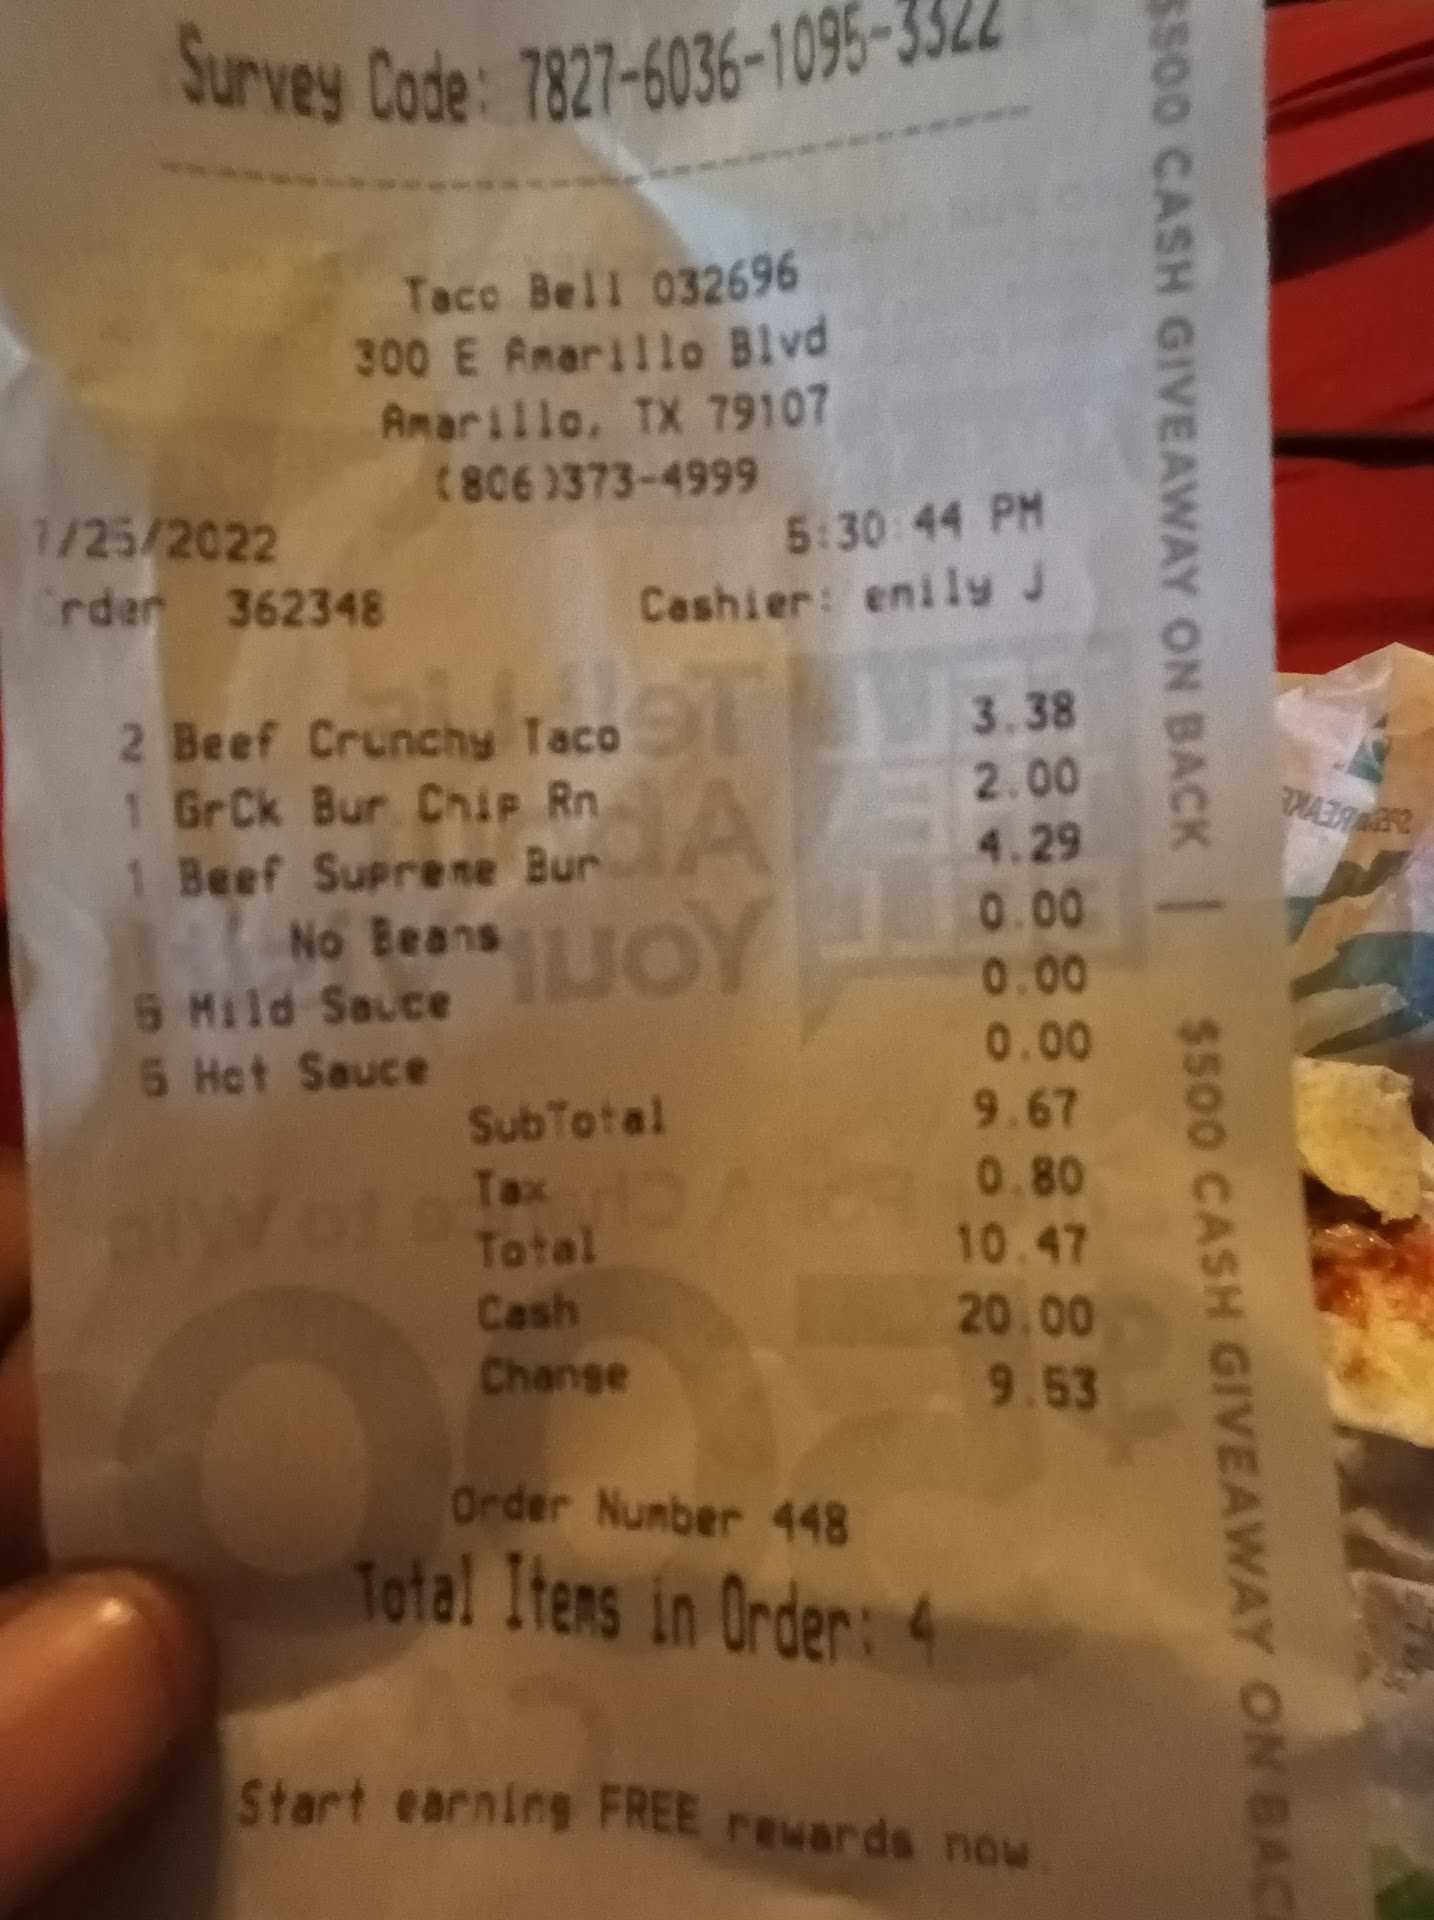 Survey Code: 7827-6036-1095-3322
Taco Bell 032696
300 E Amarillo Blvd
Amarillo, TX 79107
(806)373-4999
/25/2022 5:30:44 PM
rder 362348 Cashier: emily J
2 Beef Crunchy Taco 3.38
1 GrCk Bur Chip Rn 2.00
1 Beef Supreme Bur 4.29
No Beans 0.00
5 Mild Sauce 0.00
5 Hot Sauce 0.00
SubTotal 9.67
Tax 0.80
Total 10.47
Cash 20.00
Change 9.53
Order Number 448
Total Items in Order: 4
Start earning FREE rewards now.
$500 CASH GIVEAWAY ON BACK | $500 CASH GIVEAWAY ON BAC